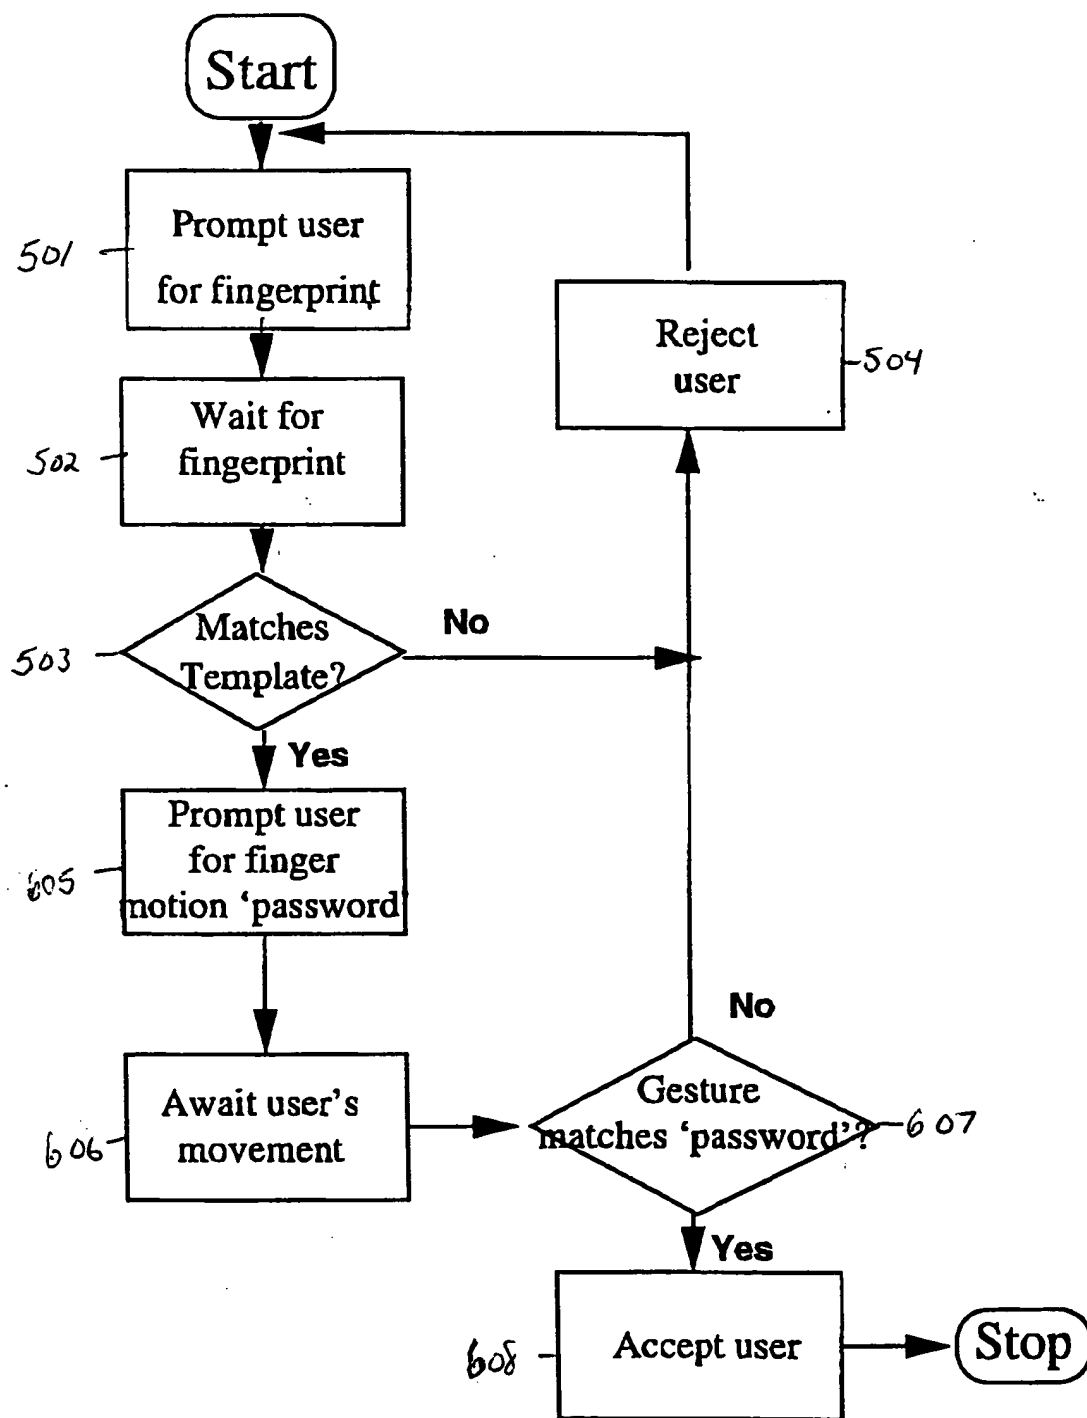 Start
Prompt user
for fingerprint
501
Reject
user
504
Wait for
fingerprint
502
Matches
Template?
503
No
Yes
Prompt user
for finger
motion ‘password’
605
No
Await user’s
movement
606
Gesture
matches ‘password’?
607
Yes
Accept user
608
Stop